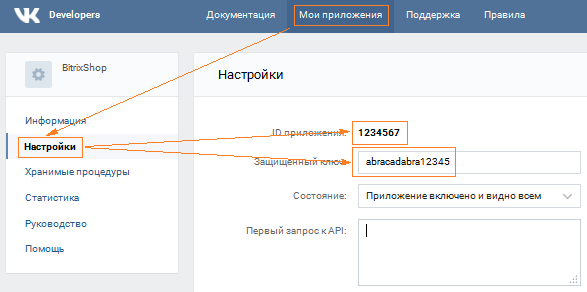 Developers Документация Мои приложения Поддержка Правила
BitrixShop
Информация
Настройки
Хранимые процедуры
Статистика
Руководство
Помощь
Настройки
ID приложения: 1234567
Защищенный ключ: abracadabra12345
Состояние: Приложение включено и видно всем
Первый запрос к API: